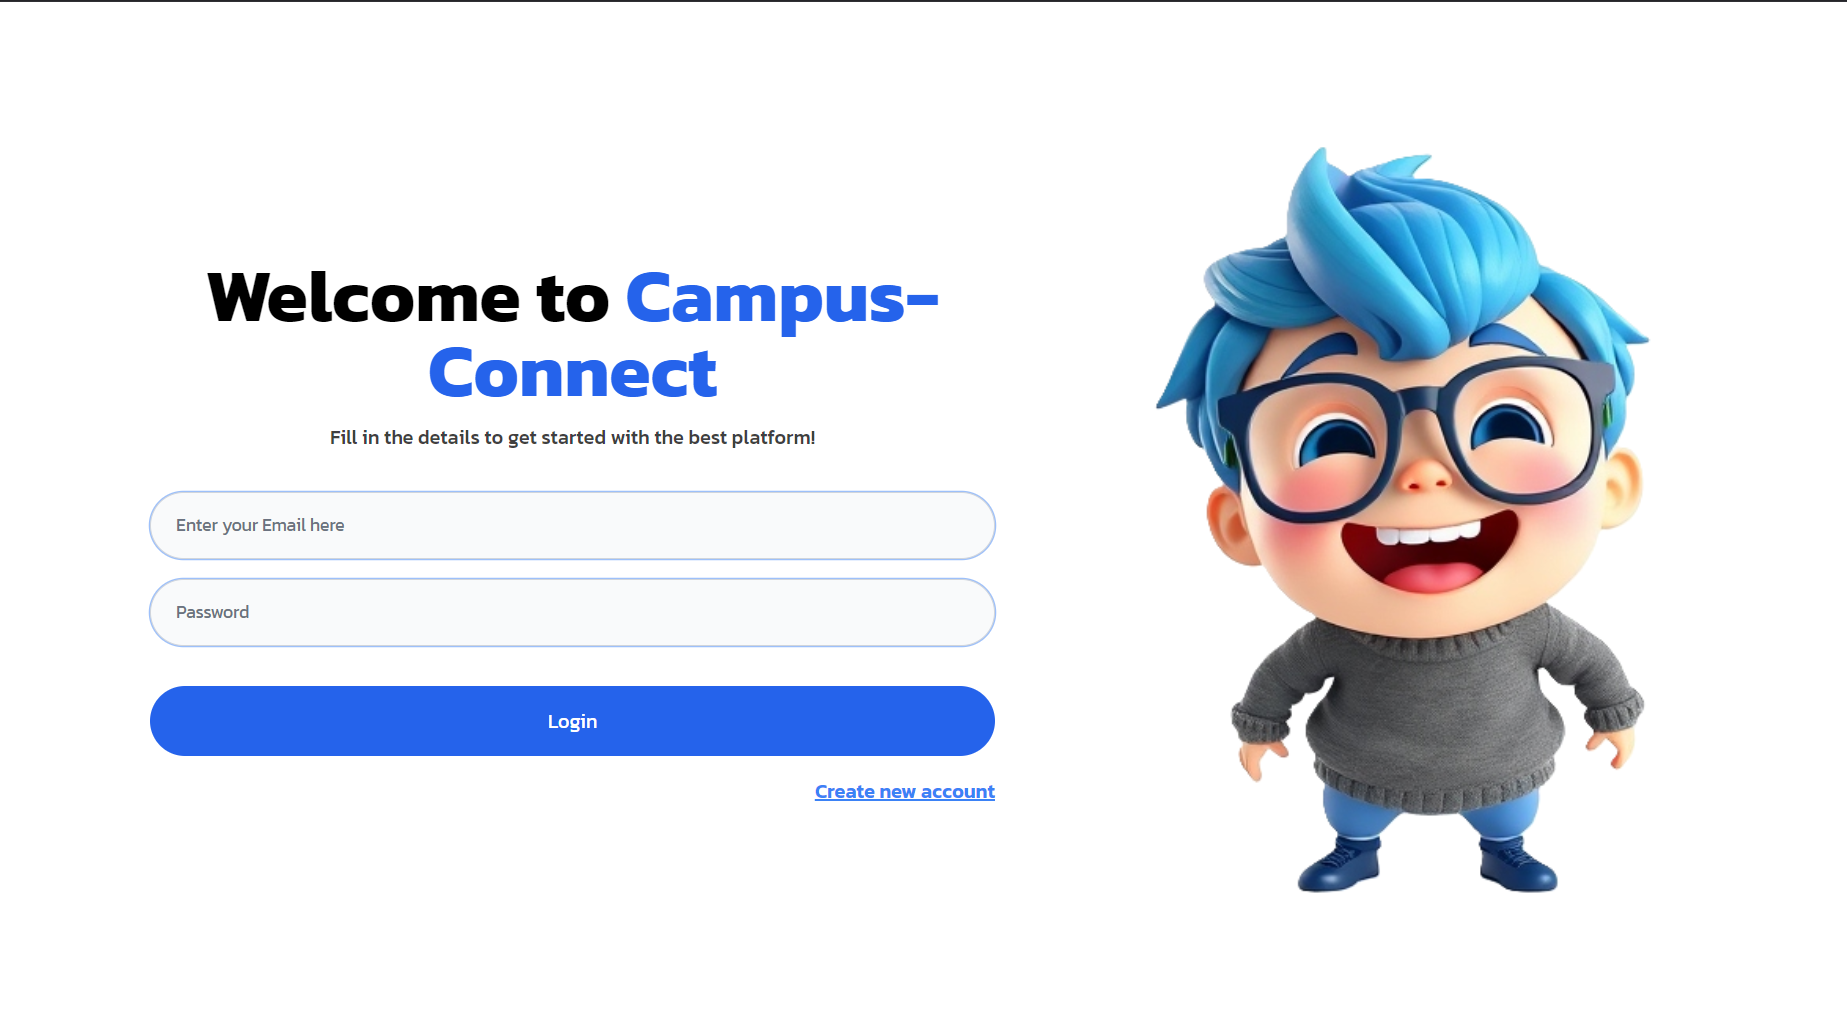 Welcome to Campus-
Connect
Fill in the details to get started with the best platform!
Enter your Email here
Password
Login
Create new account